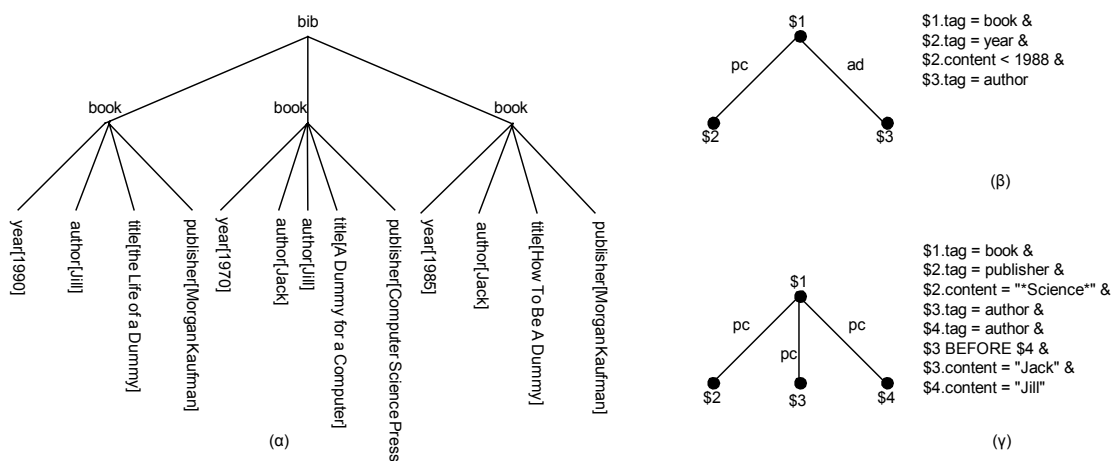 bib
book
book
book
year[1990]
author[Jill]
title[the Life of a Dummy]
publisher[MorganKaufman]
year[1970]
author[Jack]
author[Jill]
title[A Dummy for a Computer]
publisher[Computer Science Press
year[1985]
author[Jack]
title[How To Be A Dummy]
publisher[MorganKaufman]
(α)
$1
pc
ad
$2
$3
$1.tag = book &
$2.tag = year &
$2.content < 1988 &
$3.tag = author
(β)
$1
pc
pc
pc
$2
$3
$4
$1.tag = book &
$2.tag = publisher &
$2.content = "*Science*" &
$3.tag = author &
$4.tag = author &
$3 BEFORE $4 &
$3.content = "Jack" &
$4.content = "Jill"
(γ)